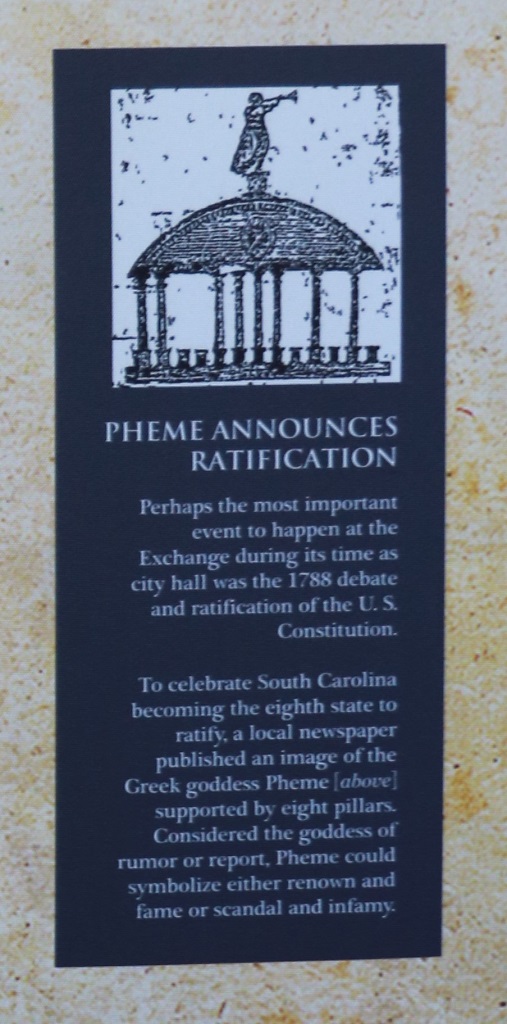 PHEME ANNOUNCES
RATIFICATION
Perhaps the most important
event to happen at the
Exchange during its time as
city hall was the 1788 debate
and ratification of the U. S.
Constitution.
To celebrate South Carolina
becoming the eighth state to
ratify, a local newspaper
published an image of the
Greek goddess Pheme [above]
supported by eight pillars.
Considered the goddess of
rumor or report, Pheme could
symbolize either renown and
fame or scandal and infamy.